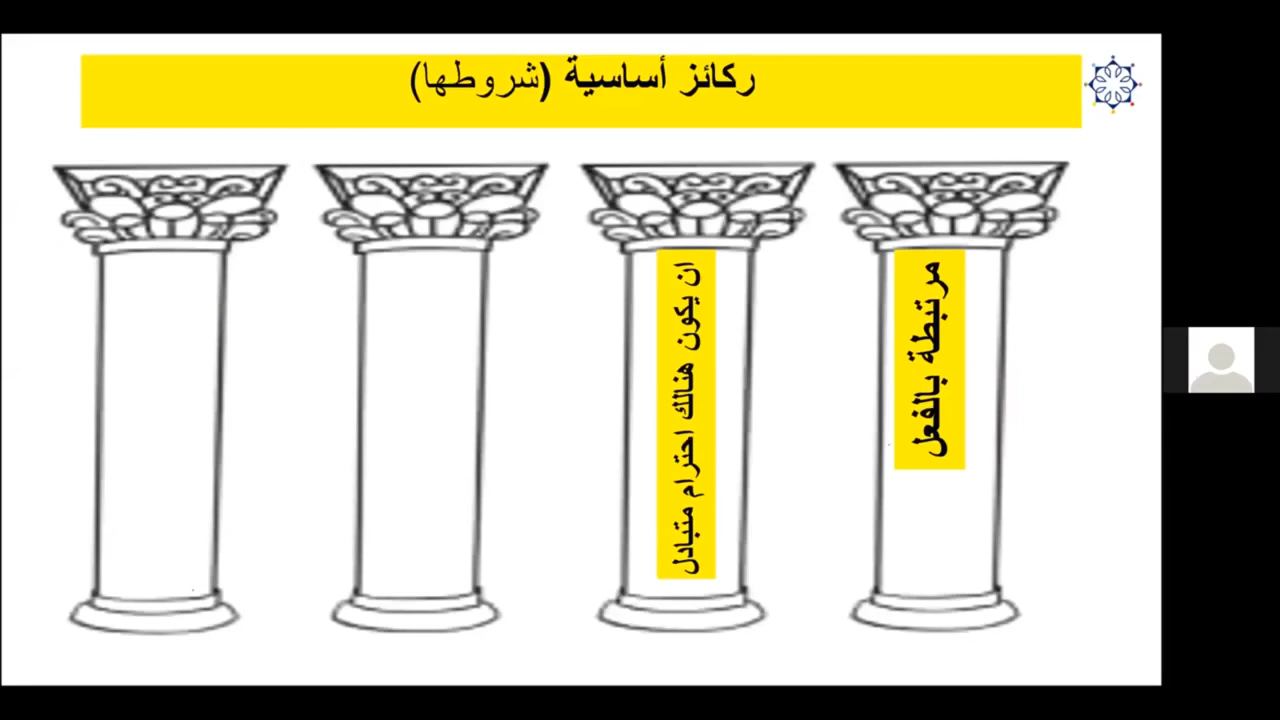 ركائز أساسية (شروطها)
مرتبطة بالفعل
ان يكون هنالك احترام متبادل